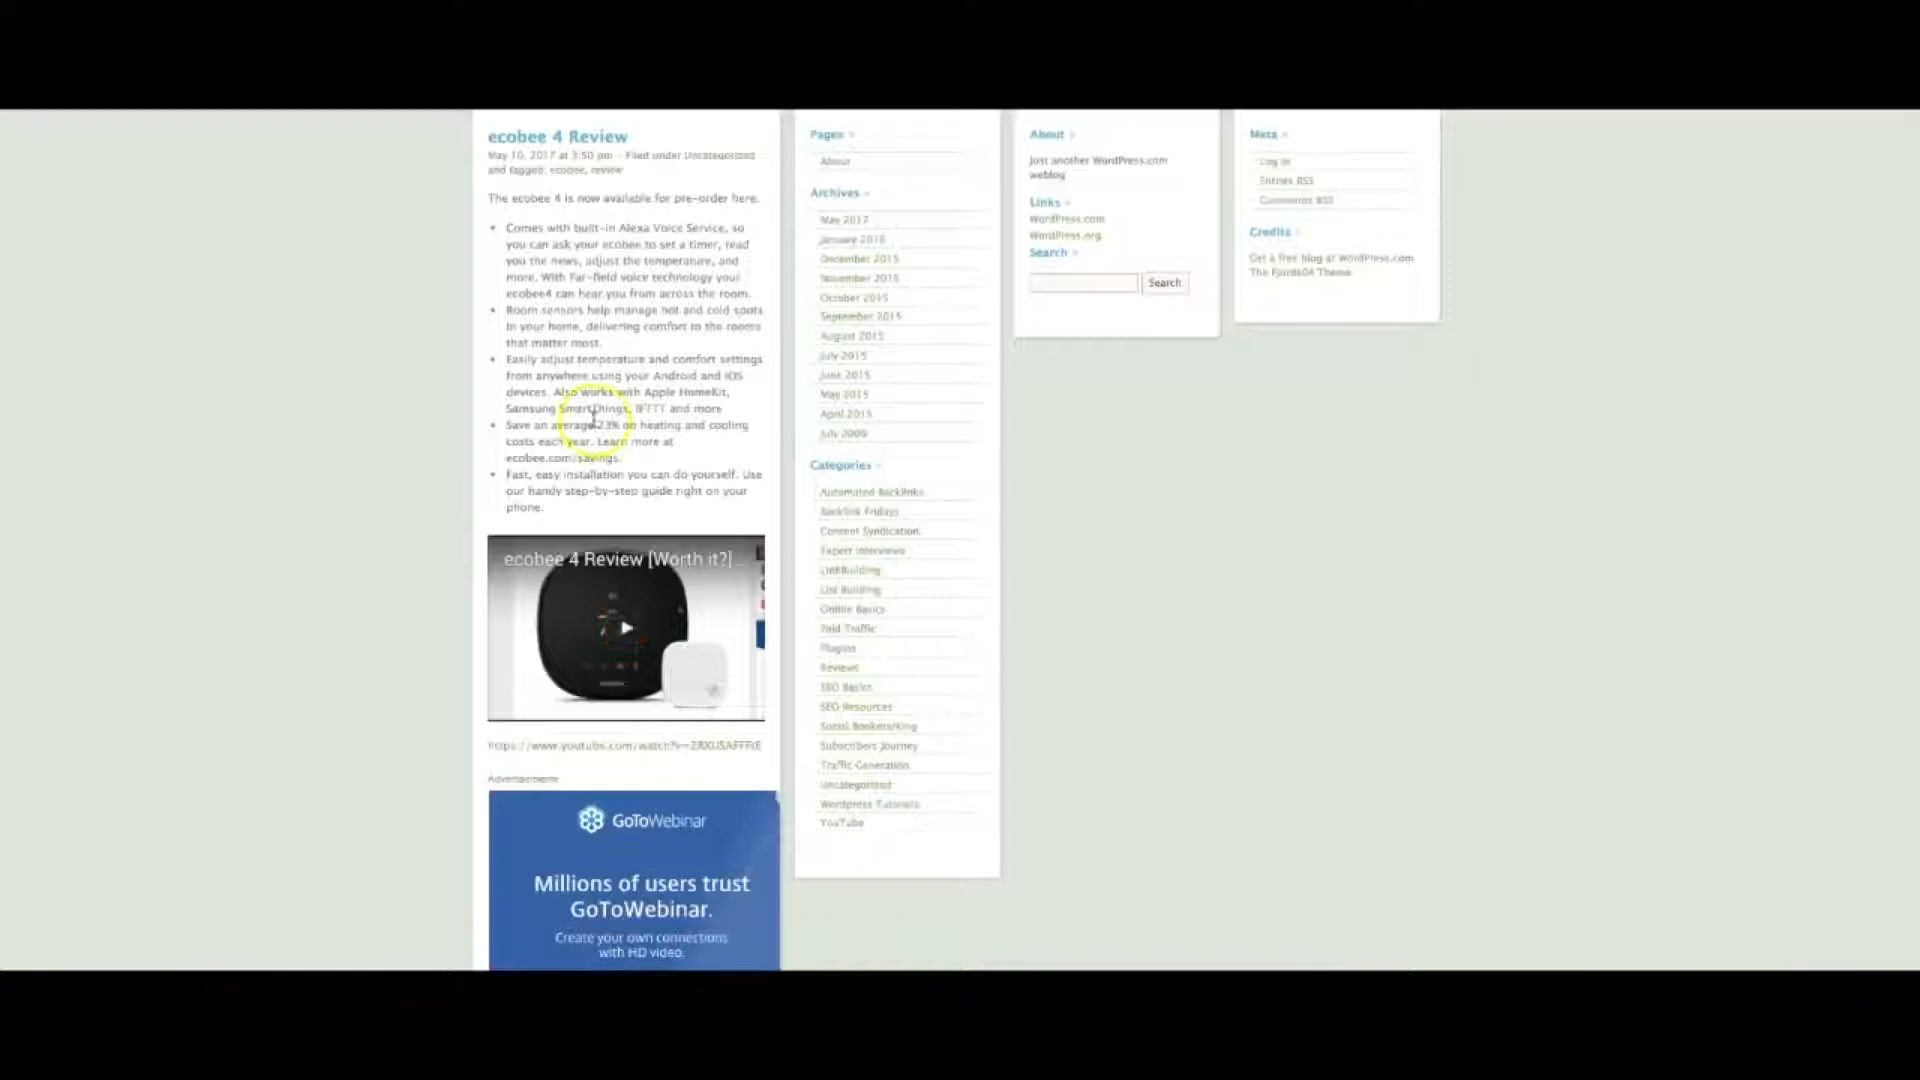 ecobee 4 Review
May 10, 2017 at 3:50 pm · Filed under Uncategorized
and tagged: ecobee, review
The ecobee 4 is now available for pre-order here.
Comes with built-in Alexa Voice Service, so
you can ask your ecobee to set a timer, read
you the news, adjust the temperature, and
more. With Far-field voice technology your
ecobee4 can hear you from across the room.
Room sensors help manage hot and cold spots
in your home, delivering comfort to the rooms
that matter most.
Easily adjust temperature and comfort settings
from anywhere using your Android and iOS
devices. Also works with Apple HomeKit,
Samsung SmartThings, IFTTT and more
Save an average 23% on heating and cooling
costs each year. Learn more at
ecobee.com/savings.
Fast, easy installation you can do yourself. Use
our handy step-by-step guide right on your
phone.
ecobee 4 Review [Worth it?] ...
https://www.youtube.com/watch?v=
Advertisements
GoToWebinar
Millions of users trust
GoToWebinar.
Create your own connections
with HD video.
Pages »
About
Archives »
May 2017
January 2016
December 2015
November 2015
October 2015
September 2015
August 2015
July 2015
June 2015
May 2015
April 2015
July 2009
Categories »
Automated Backlinks
Backlink Fridays
Content Syndication
Expert Interviews
LinkBuilding
List Building
Online Basics
Paid Traffic
Plugins
Reviews
SEO Basics
SEO Resources
Social Bookmarking
Subscribers Journey
Traffic Generation
Uncategorized
Wordpress Tutorials
YouTube
About »
Just another WordPress.com
weblog
Links »
WordPress.com
WordPress.org
Search »
Search
Meta »
Log in
Entries RSS
Comments RSS
Credits »
Get a free blog at WordPress.com
The Fjords04 Theme.